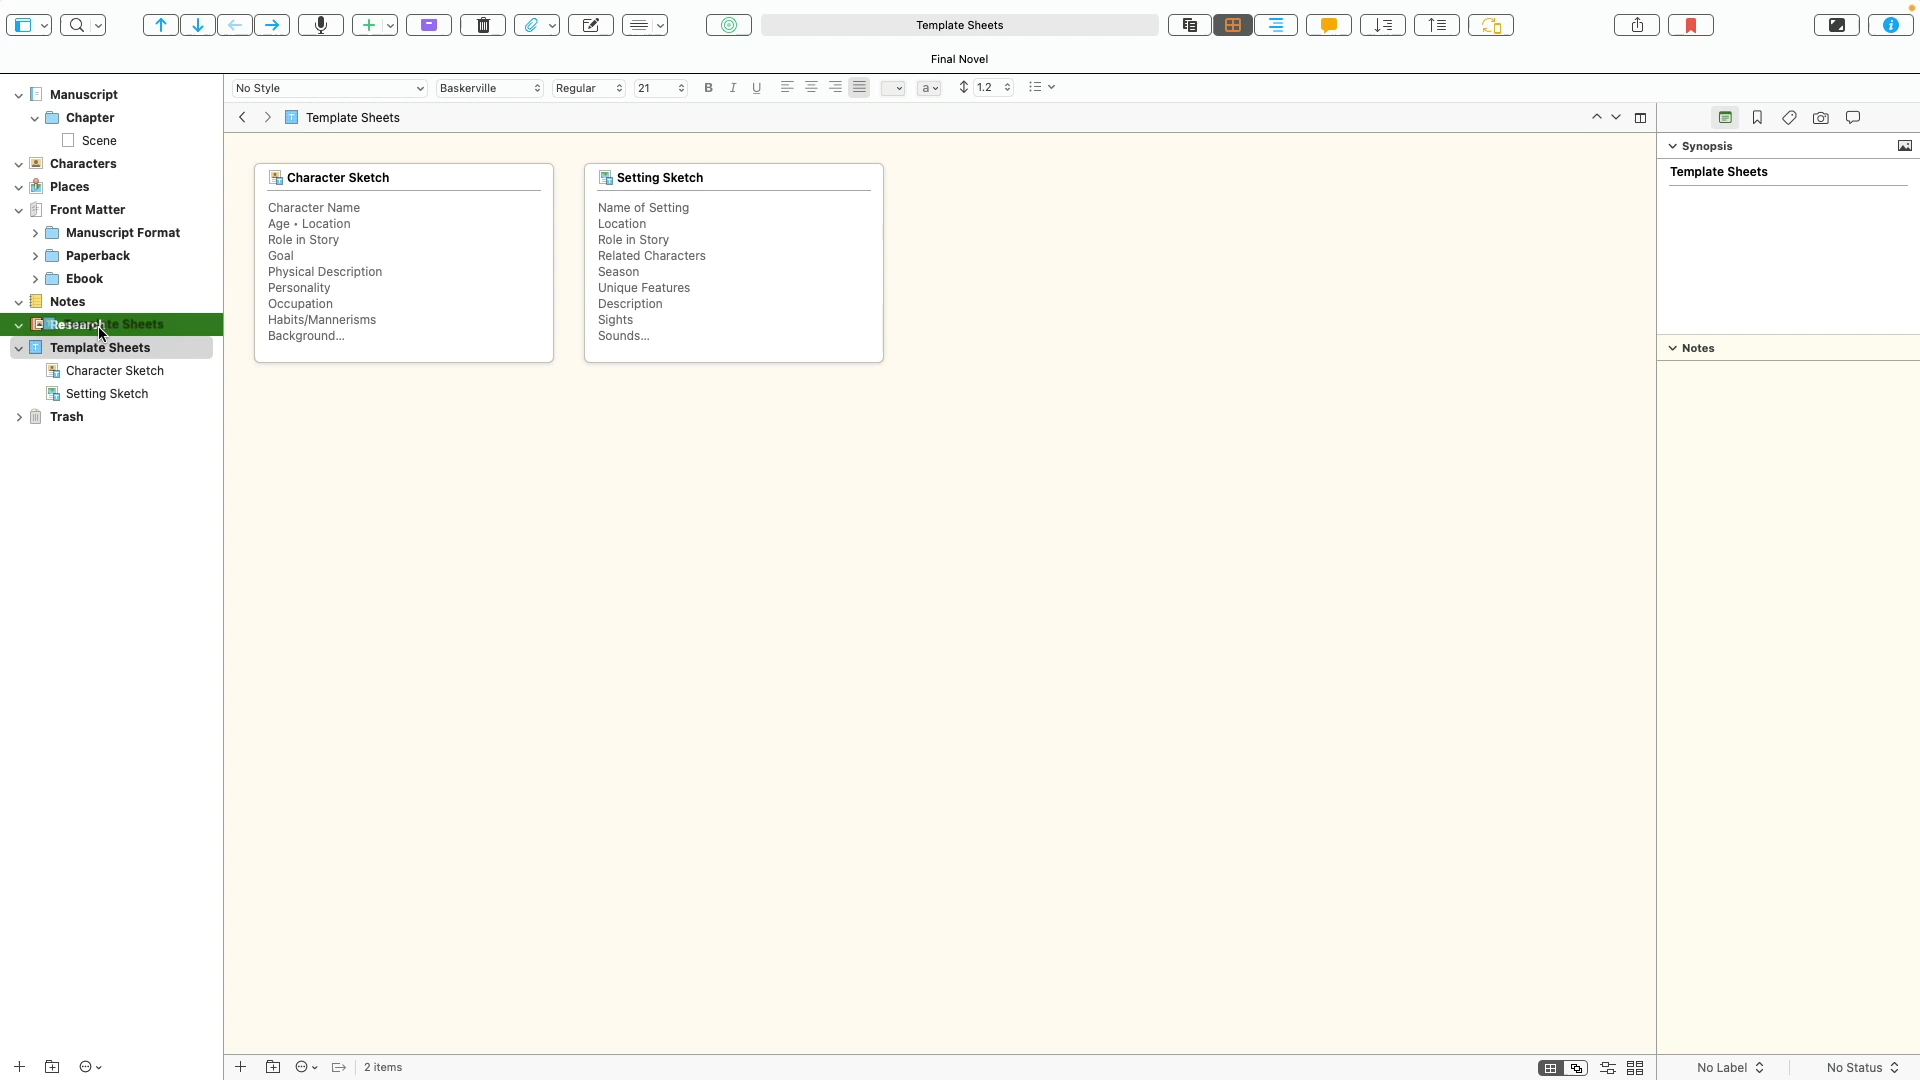 Template Sheets
Final Novel
No Style
Baskerville
Regular
21
B
I
U
a
1.2
Manuscript
Chapter
Scene
Characters
Places
Front Matter
Manuscript Format
Paperback
Ebook
Notes
Research
Template Sheets
Template Sheets
Character Sketch
Setting Sketch
Trash
Template Sheets
Character Sketch
Character Name
Age • Location
Role in Story
Goal
Physical Description
Personality
Occupation
Habits/Mannerisms
Background...
Setting Sketch
Name of Setting
Location
Role in Story
Related Characters
Season
Unique Features
Description
Sights
Sounds...
Synopsis
Template Sheets
Notes
2 items
No Label
No Status